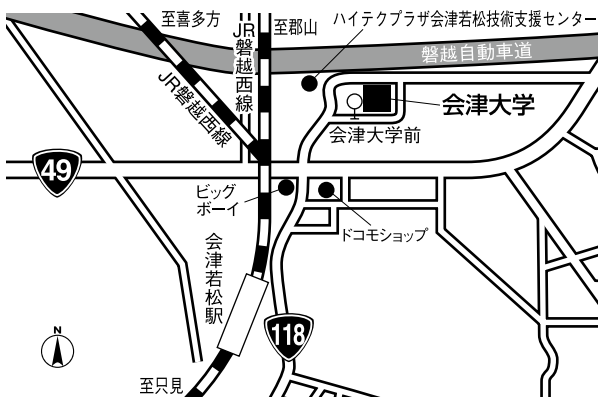 至喜多方
至郡山
ハイテクプラザ会津若松技術支援センター
JR磐越西線
JR磐越西線
磐越自動車道
会津大学
会津大学前
49
ビッグ
ボーイ
ドコモショップ
会津若松駅
118
N
至只見